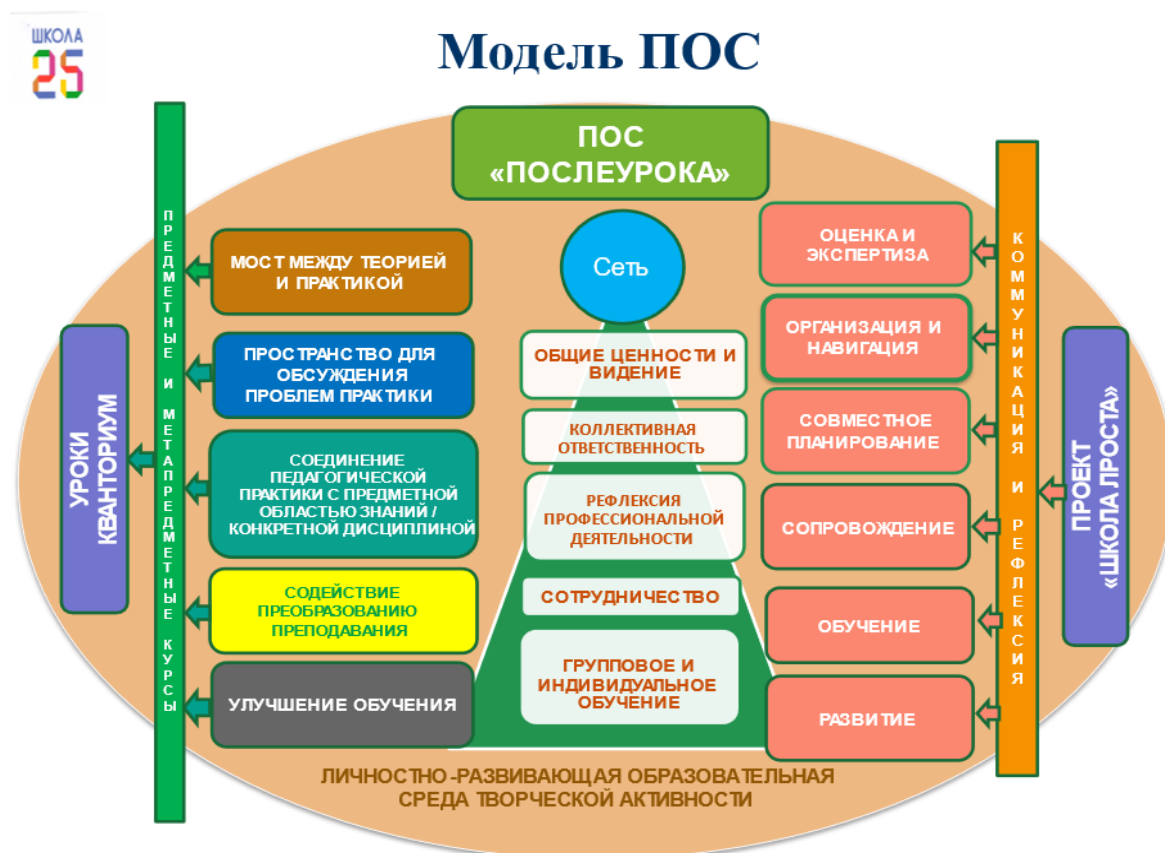 ШКОЛА
25
Модель ПОС
ПОС
«ПОСЛЕУРОКА»
Сеть
ОБЩИЕ ЦЕННОСТИ И
ВИДЕНИЕ
КОЛЛЕКТИВНАЯ
ОТВЕТСТВЕННОСТЬ
РЕФЛЕКСИЯ
ПРОФЕССИОНАЛЬНОЙ
ДЕЯТЕЛЬНОСТИ
СОТРУДНИЧЕСТВО
ГРУППОВОЕ И
ИНДИВИДУАЛЬНОЕ
ОБУЧЕНИЕ
УРОКИ
КВАНТОРИУМ
ПРЕДМЕТНЫЕ И МЕТАПРЕДМЕТНЫЕ КУРСЫ
МОСТ МЕЖДУ ТЕОРИЕЙ
И ПРАКТИКОЙ
ПРОСТРАНСТВО ДЛЯ
ОБСУЖДЕНИЯ
ПРОБЛЕМ ПРАКТИКИ
СОЕДИНЕНИЕ
ПЕДАГОГИЧЕСКОЙ
ПРАКТИКИ С ПРЕДМЕТНОЙ
ОБЛАСТЬЮ ЗНАНИЙ /
КОНКРЕТНОЙ ДИСЦИПЛИНОЙ
СОДЕЙСТВИЕ
ПРЕОБРАЗОВАНИЮ
ПРЕПОДАВАНИЯ
УЛУЧШЕНИЕ ОБУЧЕНИЯ
ОЦЕНКА И
ЭКСПЕРТИЗА
ОРГАНИЗАЦИЯ И
НАВИГАЦИЯ
СОВМЕСТНОЕ
ПЛАНИРОВАНИЕ
СОПРОВОЖДЕНИЕ
ОБУЧЕНИЕ
РАЗВИТИЕ
КОММУНИКАЦИЯ И РЕФЛЕКСИЯ
ПРОЕКТ
«ШКОЛА ЛРОСТА»
ЛИЧНОСТНО-РАЗВИВАЮЩАЯ ОБРАЗОВАТЕЛЬНАЯ
СРЕДА ТВОРЧЕСКОЙ АКТИВНОСТИ